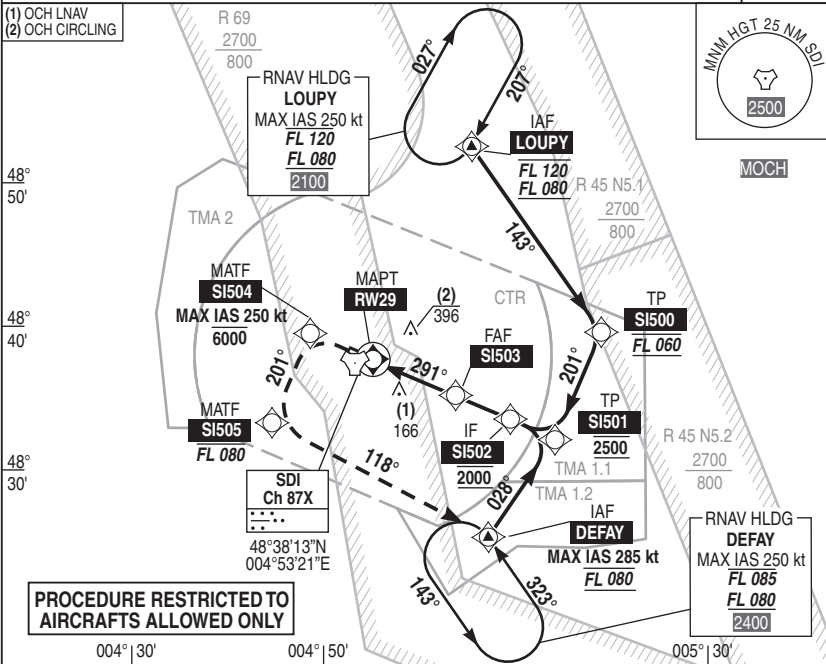 (1) OCH LNAV
(2) OCH CIRCLING
R 69
2700
800
027°
207°
MNM HGT 25 NM SDI
2500
MOCH
RNAV HLDG
LOUPY
MAX IAS 250 kt
FL 120
FL 080
2100
IAF
LOUPY
FL 120
FL 080
R 45 N5.1
2700
800
48°
50'
TMA 2
143°
MATF
SI504
MAX IAS 250 kt
6000
MAPT
RW29
(2)
396
CTR
TP
SI500
FL 060
48°
40'
FAF
SI503
291°
201°
201°
(1)
166
MATF
SI505
FL 080
IF
SI502
2000
TP
SI501
2500
R 45 N5.2
2700
800
48°
30'
118°
TMA 1.1
TMA 1.2
028°
SDI
Ch 87X
48°38'13"N
004°53'21"E
IAF
DEFAY
MAX IAS 285 kt
FL 080
RNAV HLDG
DEFAY
MAX IAS 250 kt
FL 085
FL 080
2400
143°
323°
PROCEDURE RESTRICTED TO
AIRCRAFTS ALLOWED ONLY
004° 30'
004° 50'
005° 30'